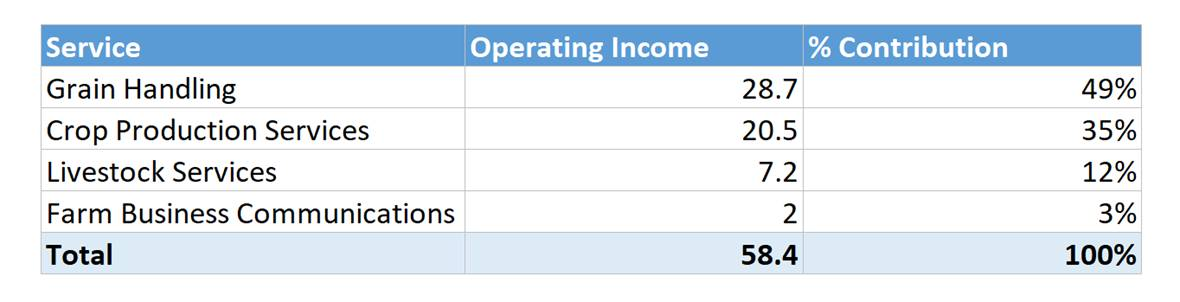 Service Operating Income % Contribution
Grain Handling 28.7 49%
Crop Production Services 20.5 35%
Livestock Services 7.2 12%
Farm Business Communications 2 3%
Total 58.4 100%